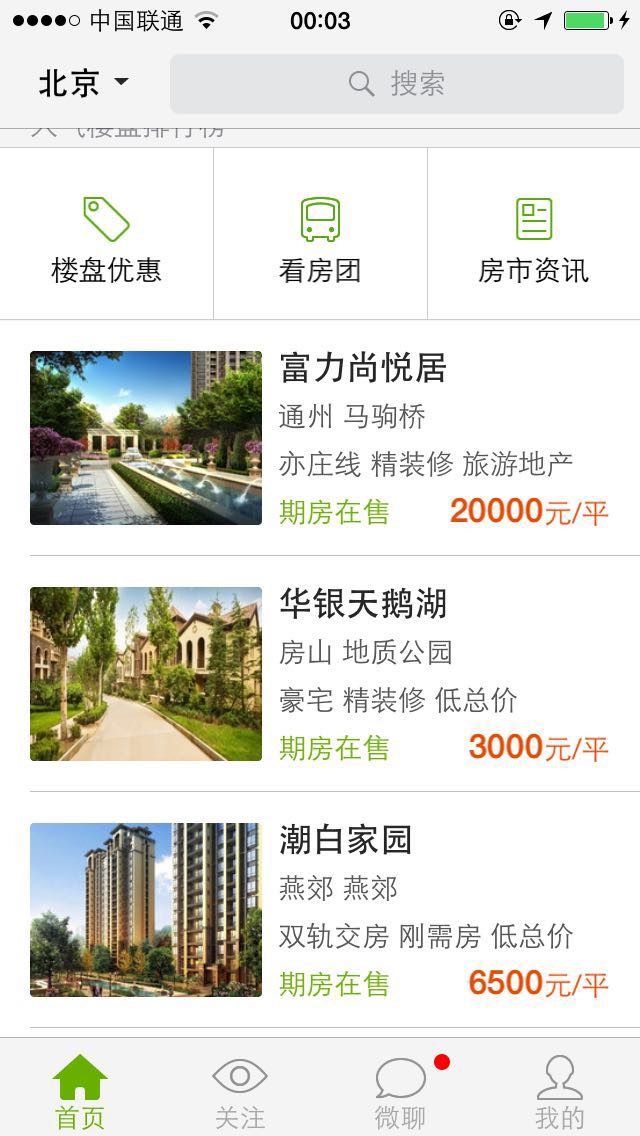 中国联通 00:03
北京 搜索
人气楼盘排行榜
楼盘优惠 看房团 房市资讯
富力尚悦居
通州 马驹桥
亦庄线 精装修 旅游地产
期房在售 20000元/平
华银天鹅湖
房山 地质公园
豪宅 精装修 低总价
期房在售 3000元/平
潮白家园
燕郊 燕郊
双轨交房 刚需房 低总价
期房在售 6500元/平
首页 关注 微聊 我的